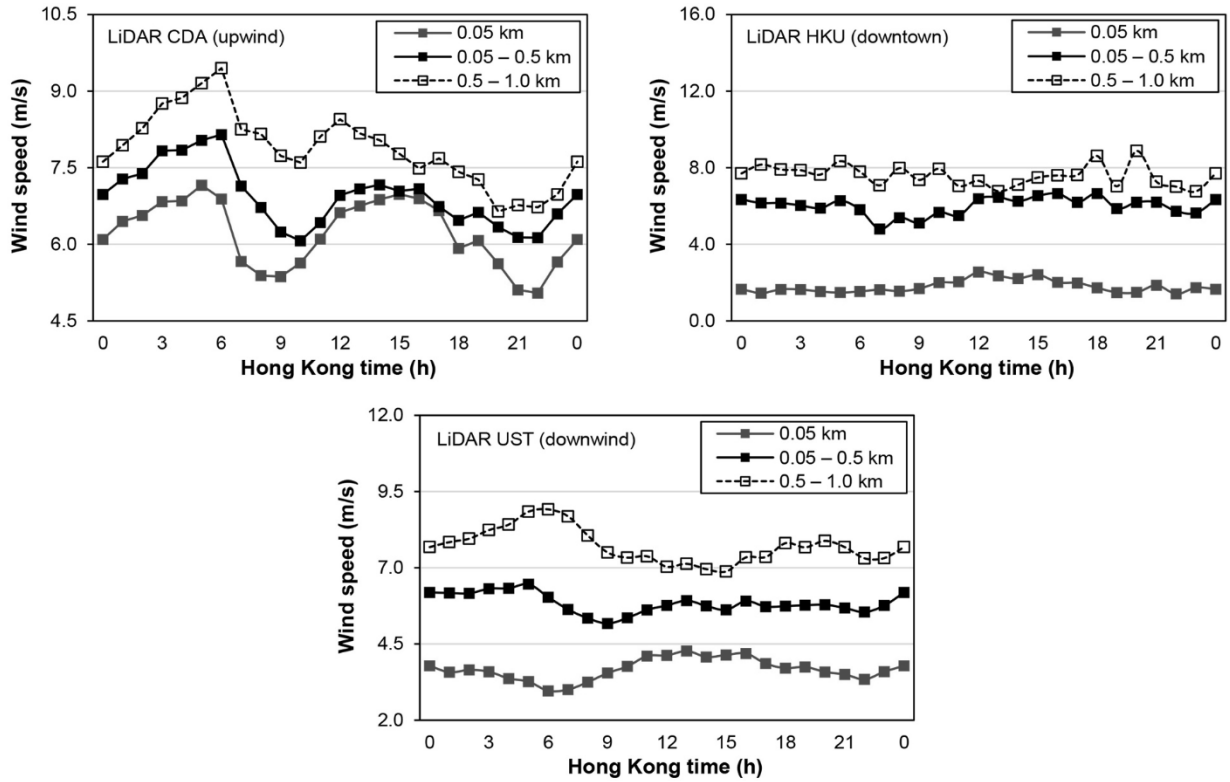 LiDAR CDA (upwind)
0.05 km
0.05 – 0.5 km
0.5 – 1.0 km
Wind speed (m/s)
10.5
9.0
7.5
6.0
4.5
0 3 6 9 12 15 18 21 0
Hong Kong time (h)
LiDAR HKU (downtown)
0.05 km
0.05 – 0.5 km
0.5 – 1.0 km
Wind speed (m/s)
16.0
12.0
8.0
4.0
0.0
0 3 6 9 12 15 18 21 0
Hong Kong time (h)
LiDAR UST (downwind)
0.05 km
0.05 – 0.5 km
0.5 – 1.0 km
Wind speed (m/s)
12.0
9.5
7.0
4.5
2.0
0 3 6 9 12 15 18 21 0
Hong Kong time (h)